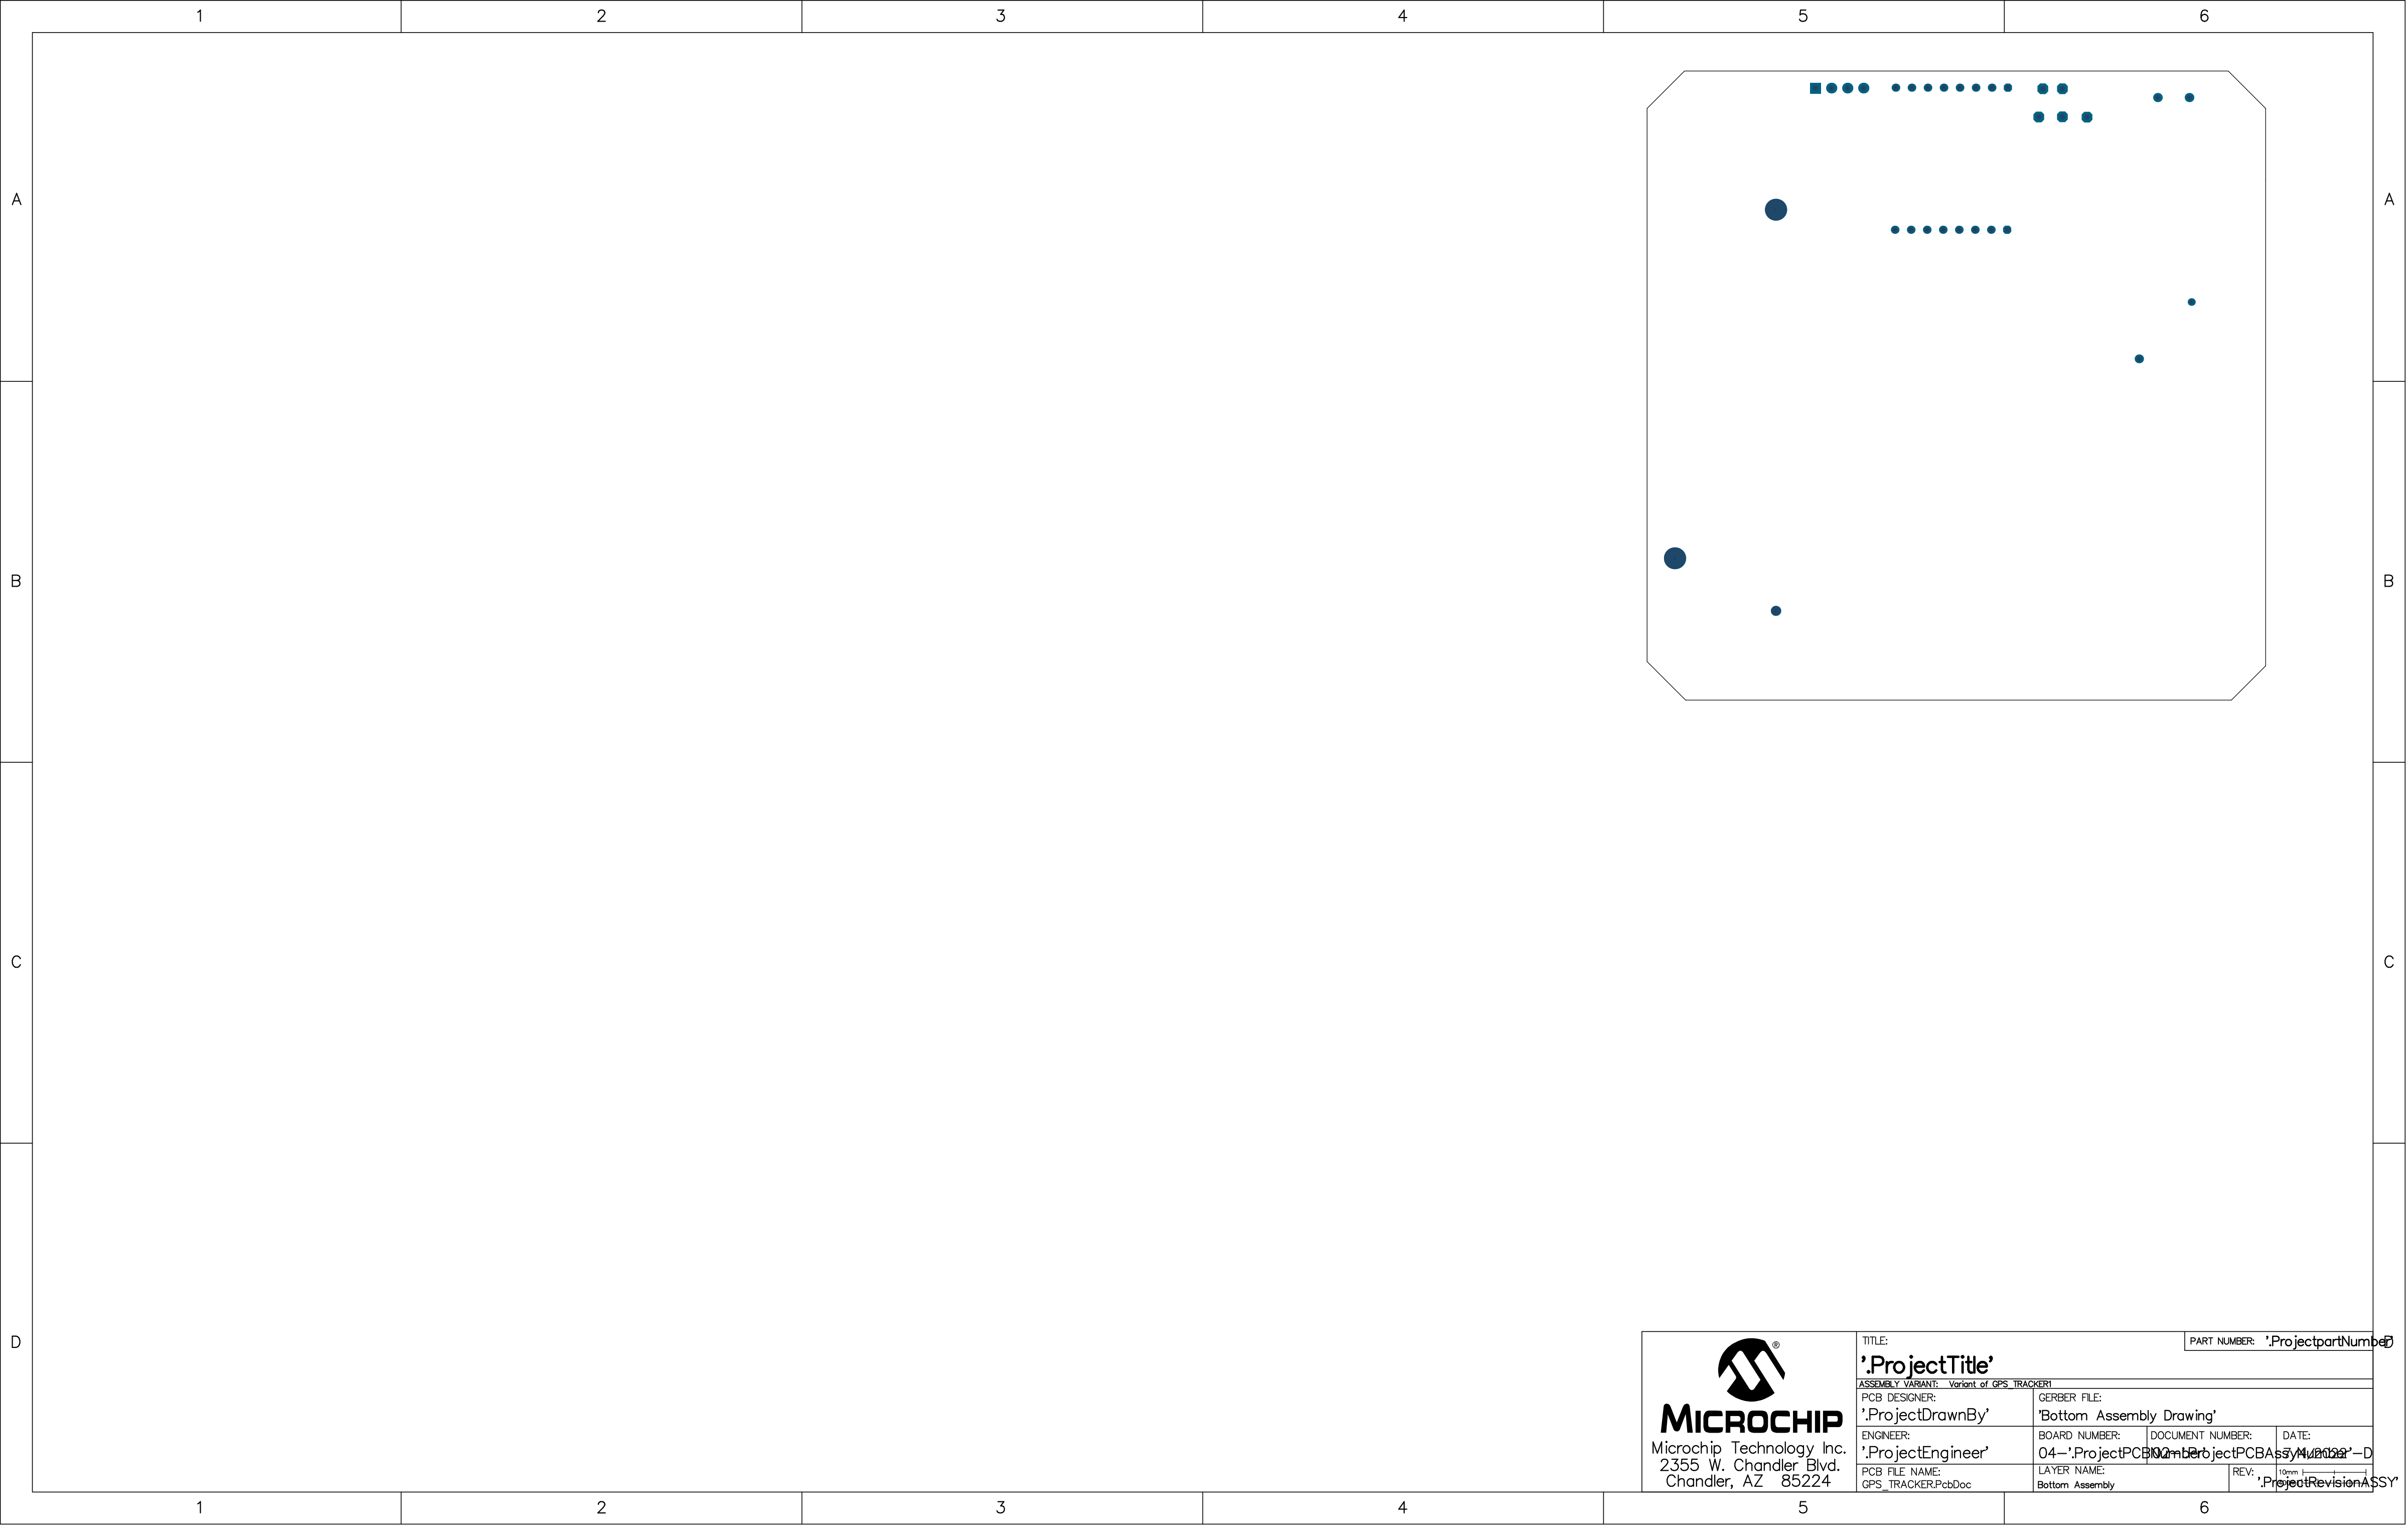 1 2 3 4 5 6
A A
B B
C C
D D
®
MICROCHIP
Microchip Technology Inc.
2355 W. Chandler Blvd.
Chandler, AZ 85224
TITLE:
'.ProjectTitle'
PART NUMBER: '.ProjectpartNumber'
ASSEMBLY VARIANT: Variant of GPS_TRACKER1
PCB DESIGNER:
'.ProjectDrawnBy'
GERBER FILE:
'Bottom Assembly Drawing'
ENGINEER:
'.ProjectEngineer'
BOARD NUMBER:
04-'.ProjectPCBNumber'
DOCUMENT NUMBER:
DATE:
PCB FILE NAME:
GPS_TRACKER.PcbDoc
LAYER NAME:
Bottom Assembly
REV:
'.ProjectRevisionASSY'
10mm
1 2 3 4 5 6